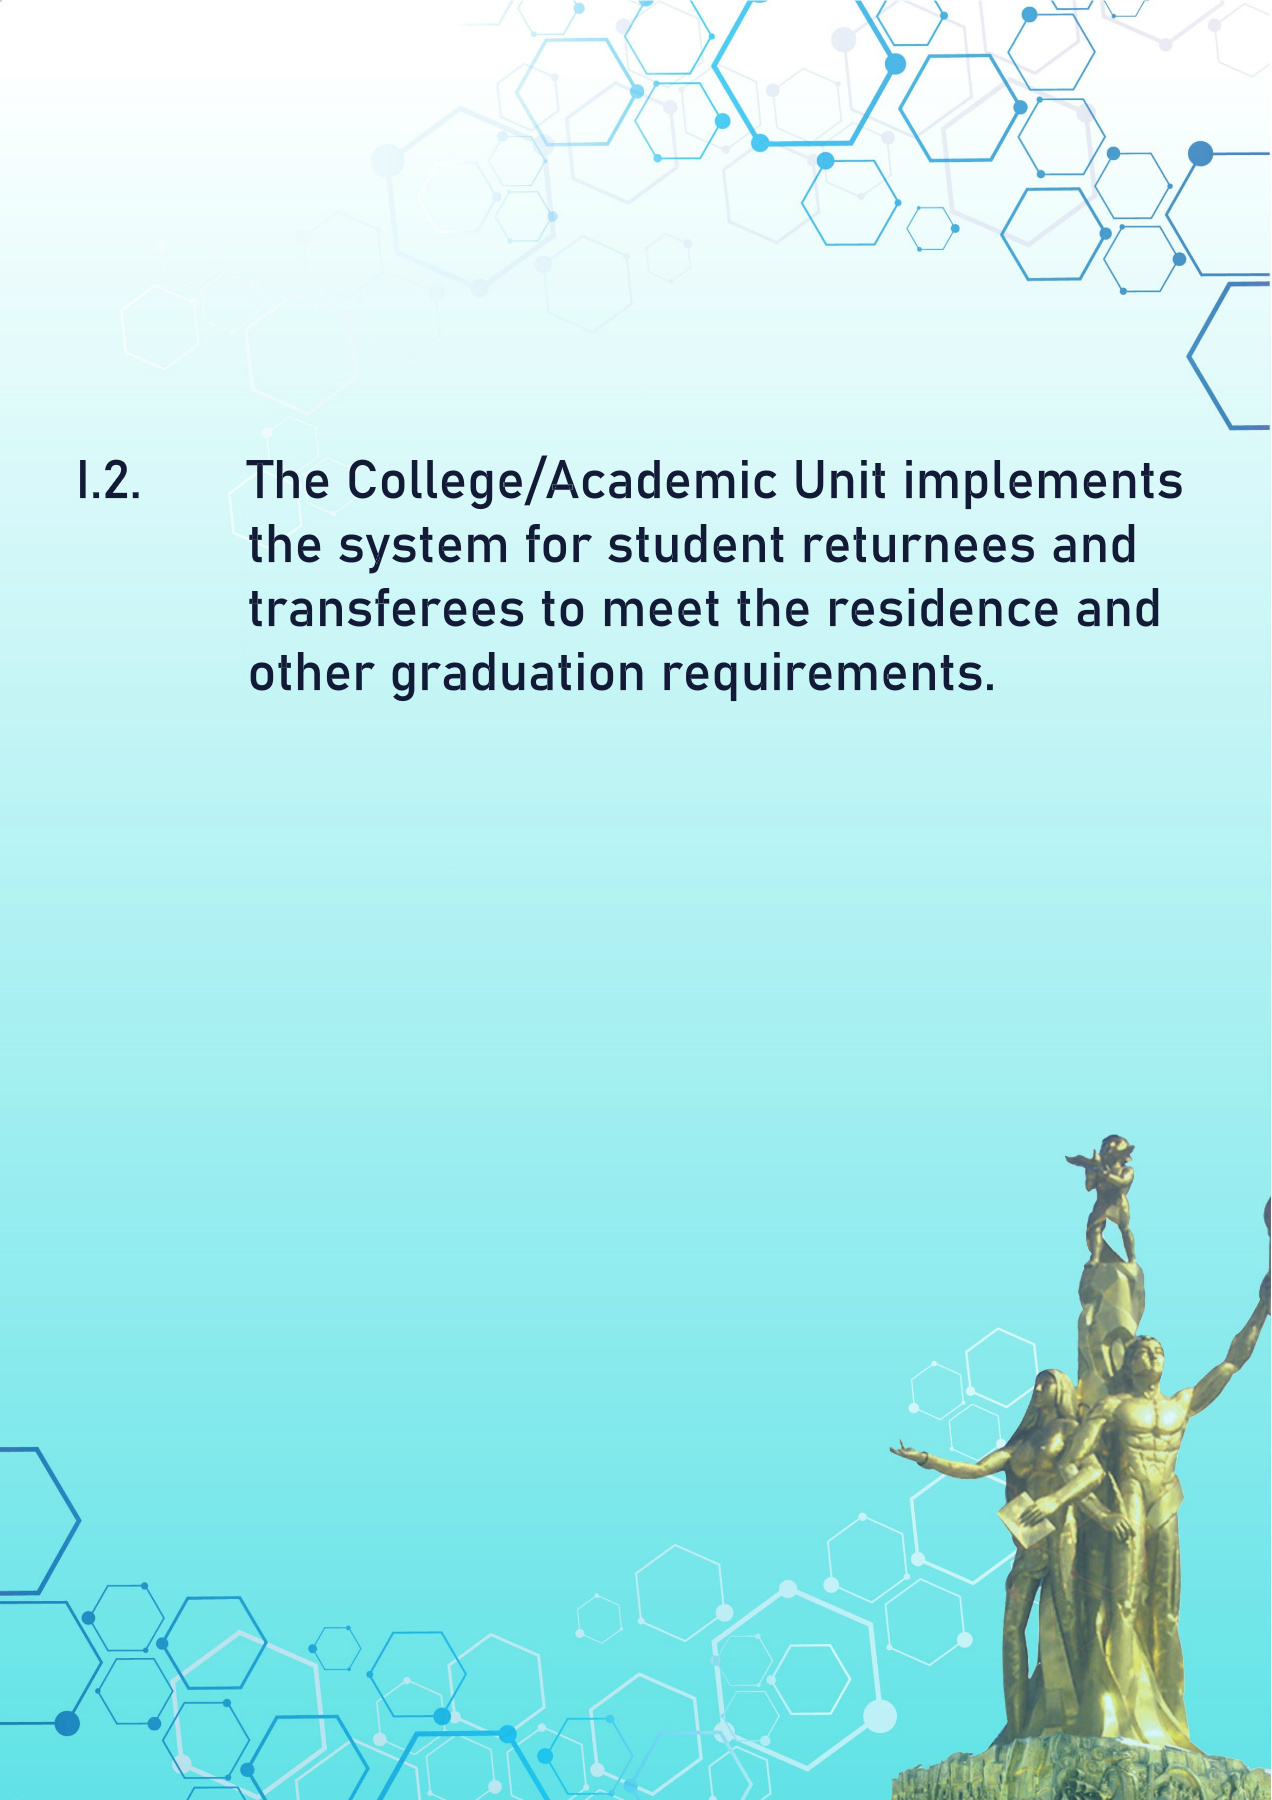 I.2. The College/Academic Unit implements
the system for student returnees and
transferees to meet the residence and
other graduation requirements.